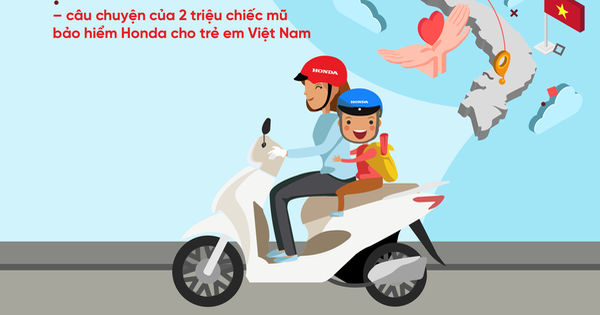 – câu chuyện của 2 triệu chiếc mũ
bảo hiểm Honda cho trẻ em Việt Nam
HONDA
HONDA